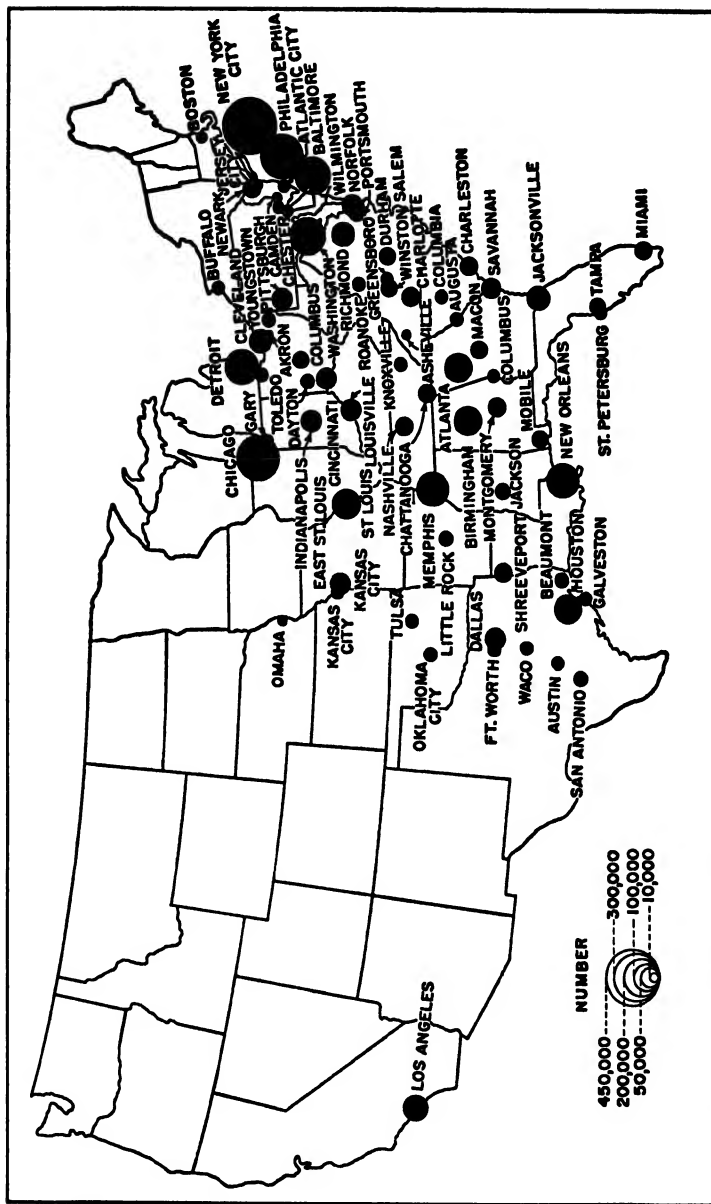 BOSTON
NEW YORK
CITY
PHILADELPHIA
ATLANTIC CITY
BALTIMORE
WILMINGTON
NORFOLK
PORTSMOUTH
BUFFALO
NEWARK
JERSEY
CITY
CLEVELAND
YOUNGSTOWN
PITTSBURGH
CAMDEN
CHESTER
DETROIT
GARY
TOLEDO
AKRON
COLUMBUS
WASHINGTON
RICHMOND
ROANOKE
GREENSBORO
DURHAM
WINSTON SALEM
CHARLOTTE
COLUMBIA
CHARLESTON
AUGUSTA
SAVANNAH
CHICAGO
DAYTON
CINCINNATI
INDIANAPOLIS
LOUISVILLE
KNOXVILLE
ASHEVILLE
MACON
COLUMBUS
JACKSONVILLE
EAST ST. LOUIS
ST LOUIS
NASHVILLE
CHATTANOOGA
ATLANTA
BIRMINGHAM
MONTGOMERY
MOBILE
TAMPA
MIAMI
ST. PETERSBURG
NEW ORLEANS
OMAHA
KANSAS
CITY
KANSAS
CITY
TULSA
MEMPHIS
LITTLE ROCK
JACKSON
OKLAHOMA
CITY
DALLAS
SHREVEPORT
BEAUMONT
HOUSTON
GALVESTON
FT. WORTH
WACO
AUSTIN
SAN ANTONIO
LOS ANGELES
NUMBER
450,000
300,000
200,000
100,000
50,000
10,000